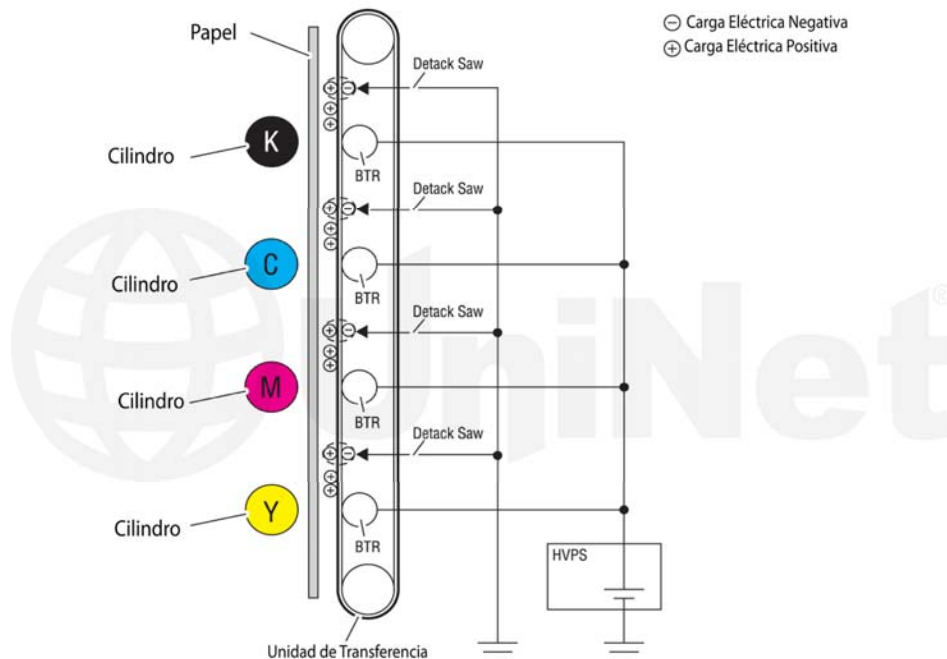 Papel
⊖ Carga Eléctrica Negativa
⊕ Carga Eléctrica Positiva
Detack Saw
K
Cilindro
BTR
Detack Saw
C
Cilindro
BTR
UniNet®
Detack Saw
M
Cilindro
BTR
Detack Saw
Y
Cilindro
BTR
HVPS
Unidad de Transferencia